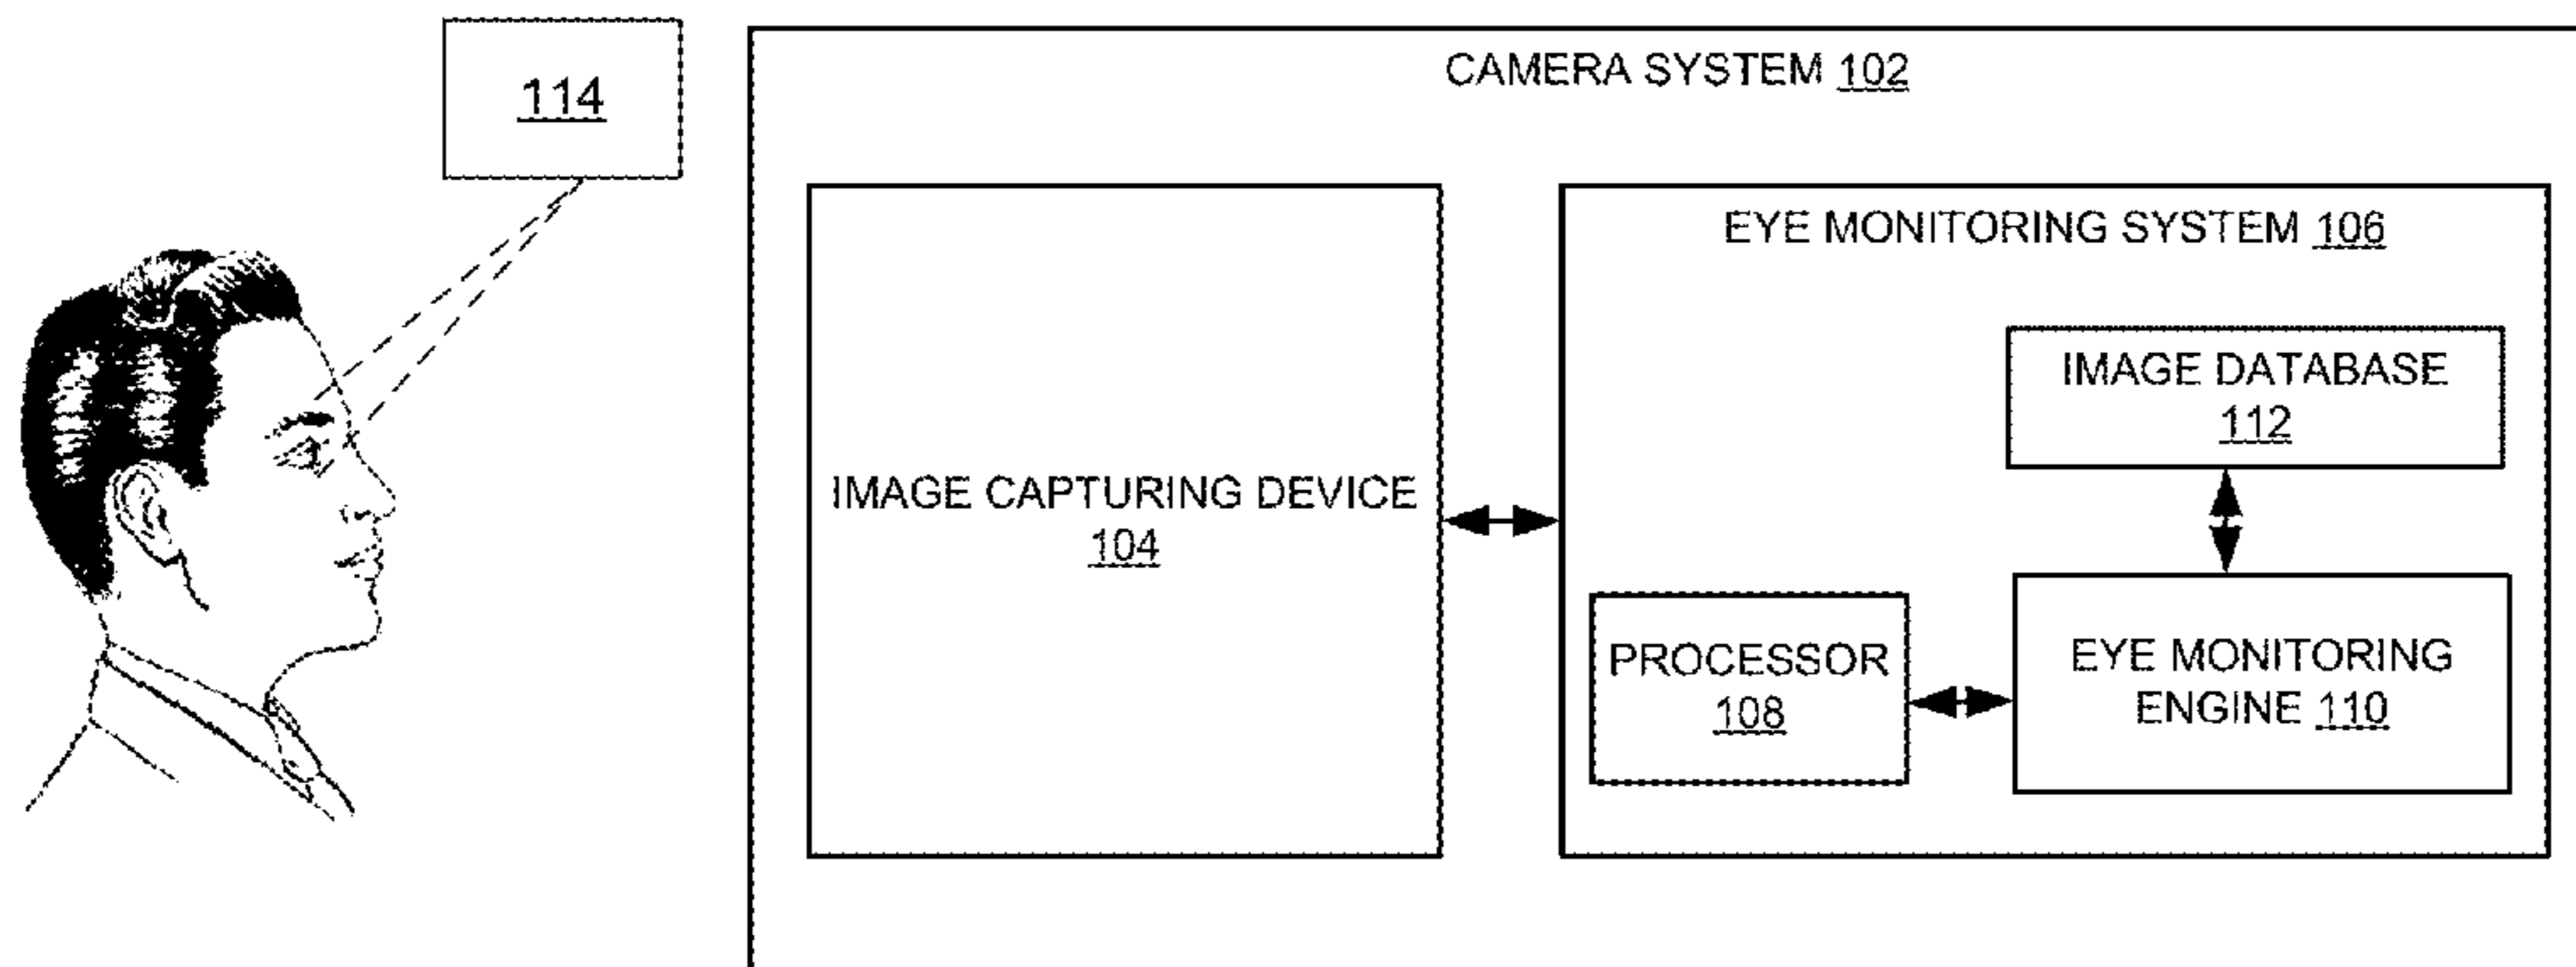 114
CAMERA SYSTEM 102
EYE MONITORING SYSTEM 106
IMAGE DATABASE
112
IMAGE CAPTURING DEVICE
104
PROCESSOR
108
EYE MONITORING
ENGINE 110